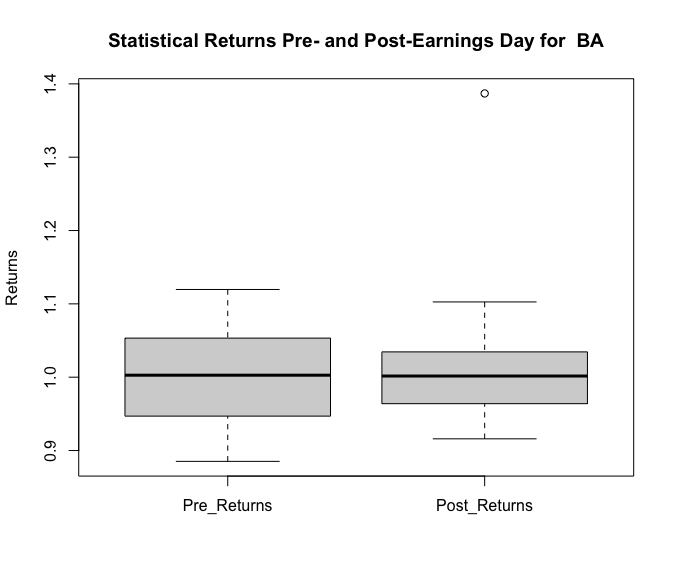 Statistical Returns Pre- and Post-Earnings Day for  BA
1.4
1.3
1.2
1.1
1.0
0.9
Returns
Pre_Returns Post_Returns